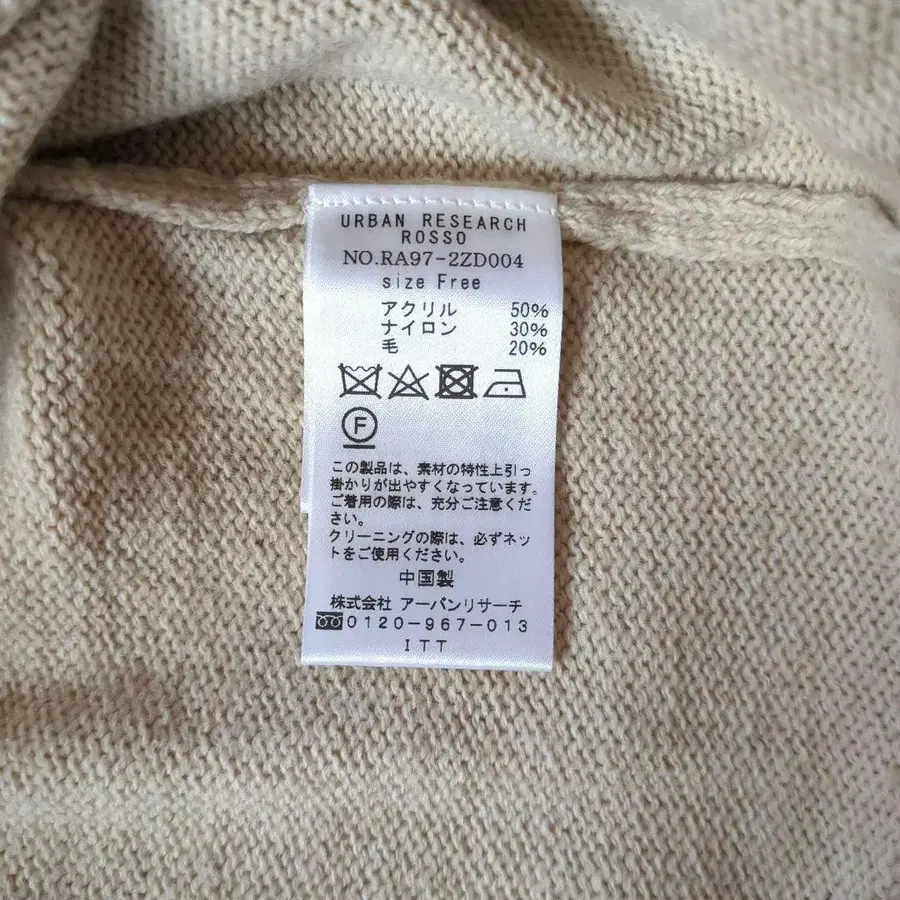 URBAN RESEARCH
ROSSO
NO.RA97-2ZD004
size Free
アクリル 50%
ナイロン 30%
毛 20%
F
この製品は、素材の特性上引っ
掛かりが出やすくなっています。
ご着用の際は、充分ご注意くだ
さい。
クリーニングの際は、必ずネッ
トをご使用ください。
中国製
株式会社 アーバンリサーチ
0120-967-013
ITT